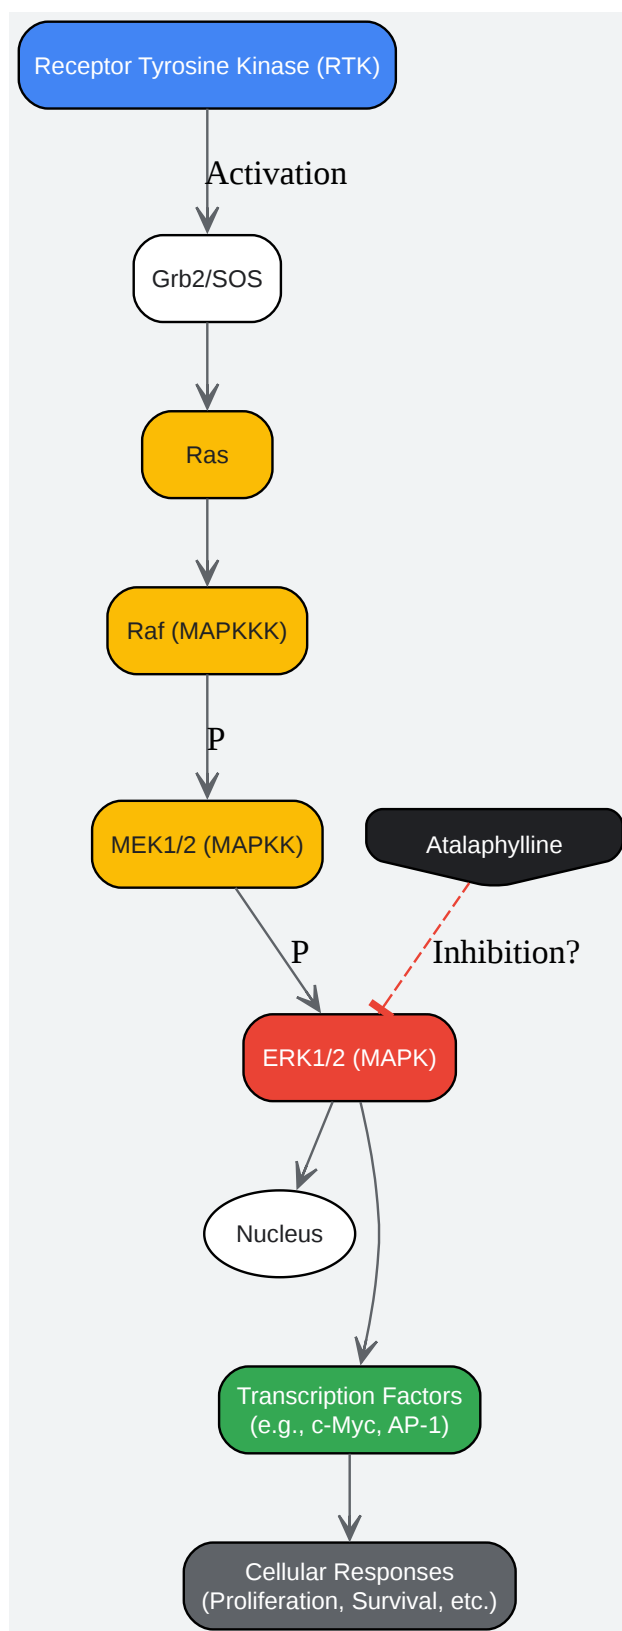 Receptor Tyrosine Kinase (RTK)
Activation
Grb2/SOS
Ras
Raf (MAPKKK)
P
MEK1/2 (MAPKK)
Atalaphylline
P
Inhibition?
ERK1/2 (MAPK)
Nucleus
Transcription Factors
(e.g., c-Myc, AP-1)
Cellular Responses
(Proliferation, Survival, etc.)